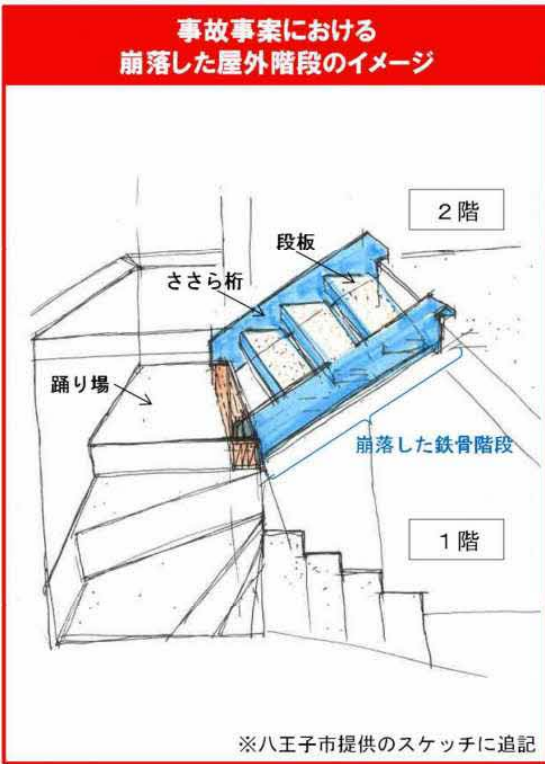 事故事案における
崩落した屋外階段のイメージ
2階
段板
ささら桁
踊り場
崩落した鉄骨階段
1階
※八王子市提供のスケッチに追記